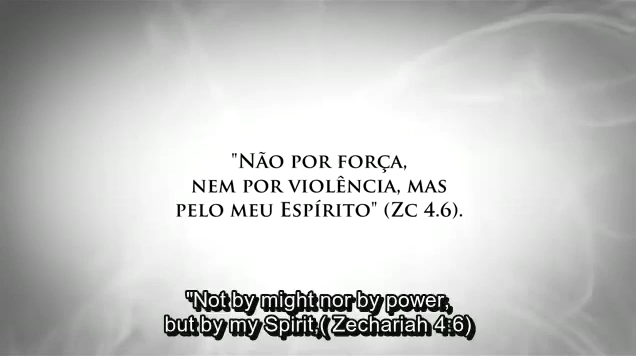 "Não por força,
nem por violência, mas
pelo meu Espírito" (Zc 4.6).
"Not by might nor by power,
but by my Spirit,( Zechariah 4:6)